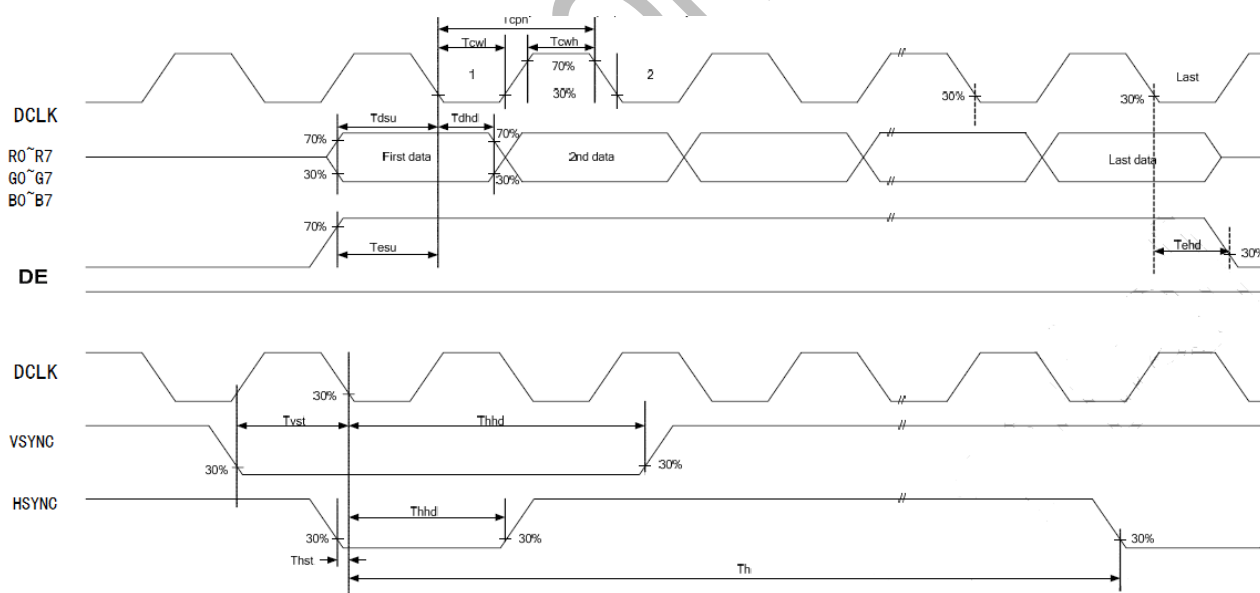 Tcph
Tcwl Tcwh
1 70% 2 Last
30% 30% 30%
DCLK
Tdsu Tdhd
70% 70%
R0~R7 First data 2nd data Last data
G0~G7 30% 30%
B0~B7
70%
Tesu Tehd 30%
DE
DCLK
30%
Tvst Thhd
VSYNC
30% 30%
HSYNC
Thhd
30% 30% 30%
Thst
Th